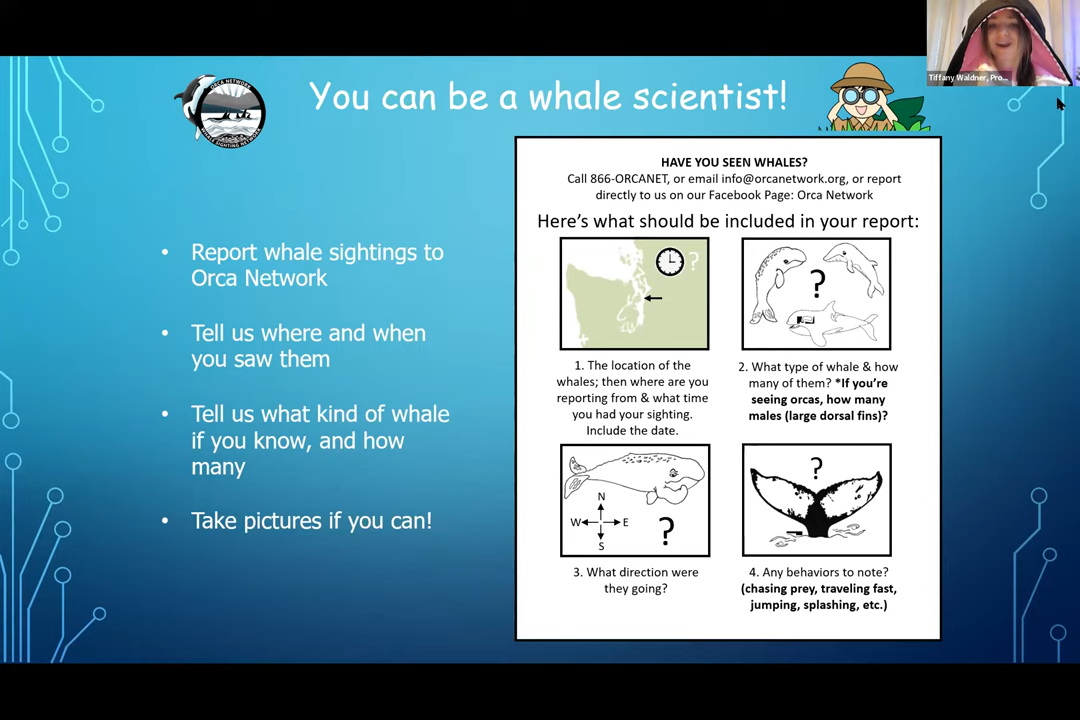 Tiffany Waldner, Pro...
ORCA NETWORK
WHALE SIGHTING NETWORK
You can be a whale scientist!
• Report whale sightings to
Orca Network
• Tell us where and when
you saw them
• Tell us what kind of whale
if you know, and how
many
• Take pictures if you can!
HAVE YOU SEEN WHALES?
Call 866-ORCANET, or email info@orcanetwork.org, or report
directly to us on our Facebook Page: Orca Network
Here's what should be included in your report:
?
?
1. The location of the
whales; then where are you
reporting from & what time
you had your sighting.
Include the date.
2. What type of whale & how
many of them? *If you're
seeing orcas, how many
males (large dorsal fins)?
N
W E
S
?
?
3. What direction were
they going?
4. Any behaviors to note?
(chasing prey, traveling fast,
jumping, splashing, etc.)